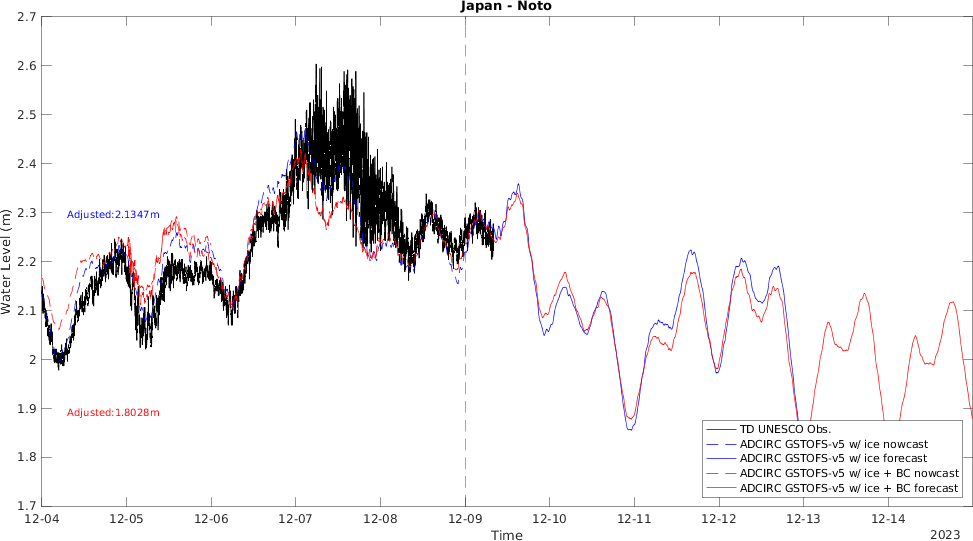 Japan - Noto
2.7
2.6
2.5
2.4
2.3
2.2
2.1
2
1.9
1.8
1.7
Water Level (m)
Adjusted:2.1347m
Adjusted:1.8028m
TD UNESCO Obs.
ADCIRC GSTOFS-v5 w/ ice nowcast
ADCIRC GSTOFS-v5 w/ ice forecast
ADCIRC GSTOFS-v5 w/ ice + BC nowcast
ADCIRC GSTOFS-v5 w/ ice + BC forecast
12-04 12-05 12-06 12-07 12-08 12-09 12-10 12-11 12-12 12-13 12-14
Time
2023